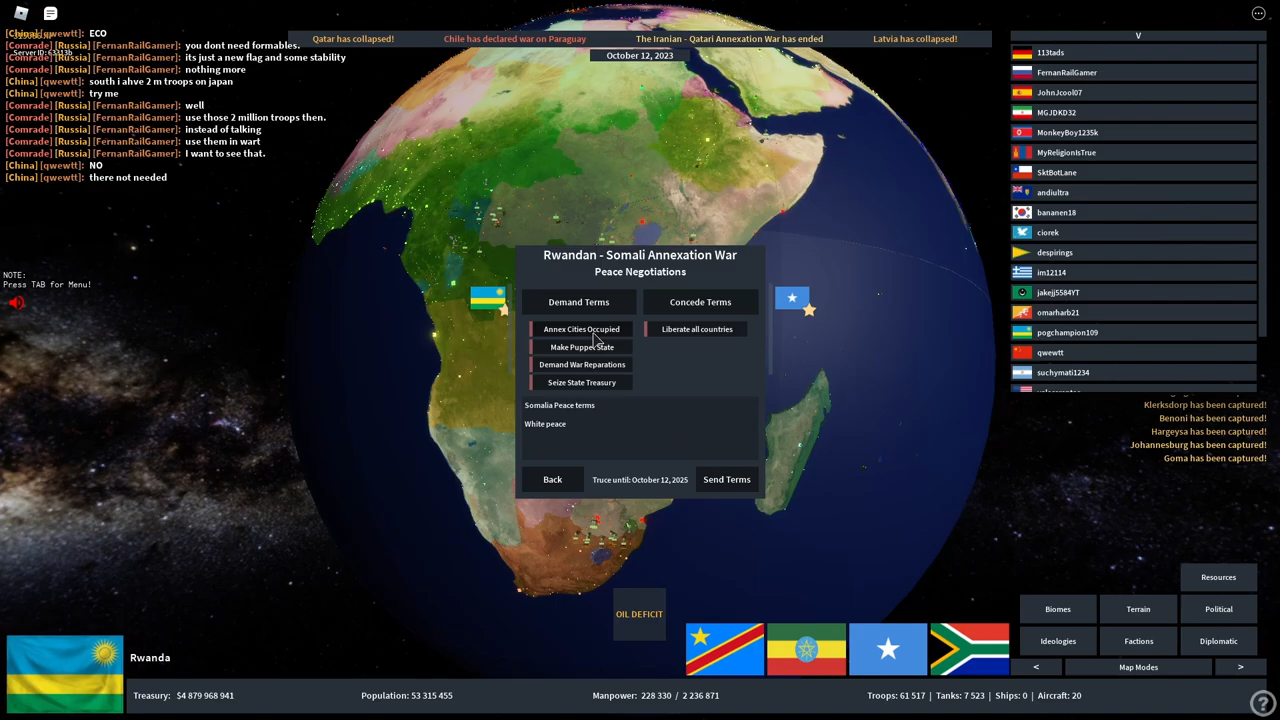 [China] [qwewtt]: ECO
[Comrade] [Russia] [FernanRailGamer]: you dont need formables.
[Comrade] [Russia] [FernanRailGamer]: its just a new flag and some stability
[Comrade] [Russia] [FernanRailGamer]: nothing more
[China] [qwewtt]: south i ahve 2 m troops on japan
[China] [qwewtt]: try me
[Comrade] [Russia] [FernanRailGamer]: well
[Comrade] [Russia] [FernanRailGamer]: use those 2 million troops then.
[Comrade] [Russia] [FernanRailGamer]: instead of talking
[Comrade] [Russia] [FernanRailGamer]: use them in wart
[Comrade] [Russia] [FernanRailGamer]: I want to see that.
[China] [qwewtt]: NO
[China] [qwewtt]: there not needed
NOTE:
Press TAB for Menu!
Qatar has collapsed! Chile has declared war on Paraguay The Iranian - Qatari Annexation War has ended Latvia has collapsed!
October 12, 2023
Rwandan - Somali Annexation War
Peace Negotiations
Demand Terms Concede Terms
Annex Cities Occupied Liberate all countries
Make Puppet State
Demand War Reparations
Seize State Treasury
Somalia Peace terms
White peace
Back Truce until: October 12, 2025 Send Terms
OIL DEFICIT
V
113tads
FernanRailGamer
JohnJcool07
MGJDKD32
MonkeyBoy1235k
MyReligionIsTrue
SktBotLane
andiultra
bananen18
ciorek
despirings
im12114
jakejj5584YT
omarharb21
pogchampion109
qwewtt
suchymati1234
Klerksdorp has been captured!
Benoni has been captured!
Hargeysa has been captured!
Johannesburg has been captured!
Goma has been captured!
Resources
Biomes Terrain Political
Ideologies Factions Diplomatic
< Map Modes >
Rwanda
Treasury: $4 879 968 941 Population: 53 315 455 Manpower: 228 330 / 2 236 871 Troops: 61 517 | Tanks: 7 523 | Ships: 0 | Aircraft: 20
?